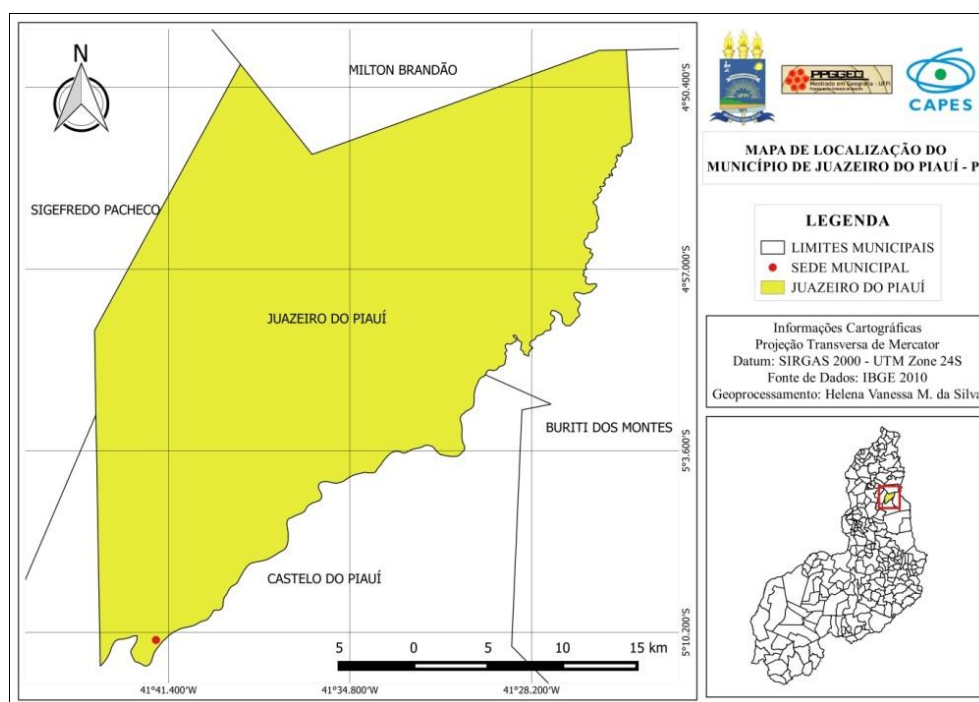 N
MILTON BRANDÃO
SIGEFREDO PACHECO
JUAZEIRO DO PIAUÍ
BURITI DOS MONTES
CASTELO DO PIAUÍ
5 0 5 10 15 km
4°50.400'S
4°57.000'S
5°3.600'S
5°10.200'S
41°41.400'W 41°34.800'W 41°28.200'W
PPGGEO
Mestrado em Geografia - UFPI
CAPES
MAPA DE LOCALIZAÇÃO DO
MUNICÍPIO DE JUAZEIRO DO PIAUÍ - P
LEGENDA
LIMITES MUNICIPAIS
SEDE MUNICIPAL
JUAZEIRO DO PIAUÍ
Informações Cartográficas
Projeção Transversa de Mercator
Datum: SIRGAS 2000 - UTM Zone 24S
Fonte de Dados: IBGE 2010
Geoprocessamento: Helena Vanessa M. da Silva